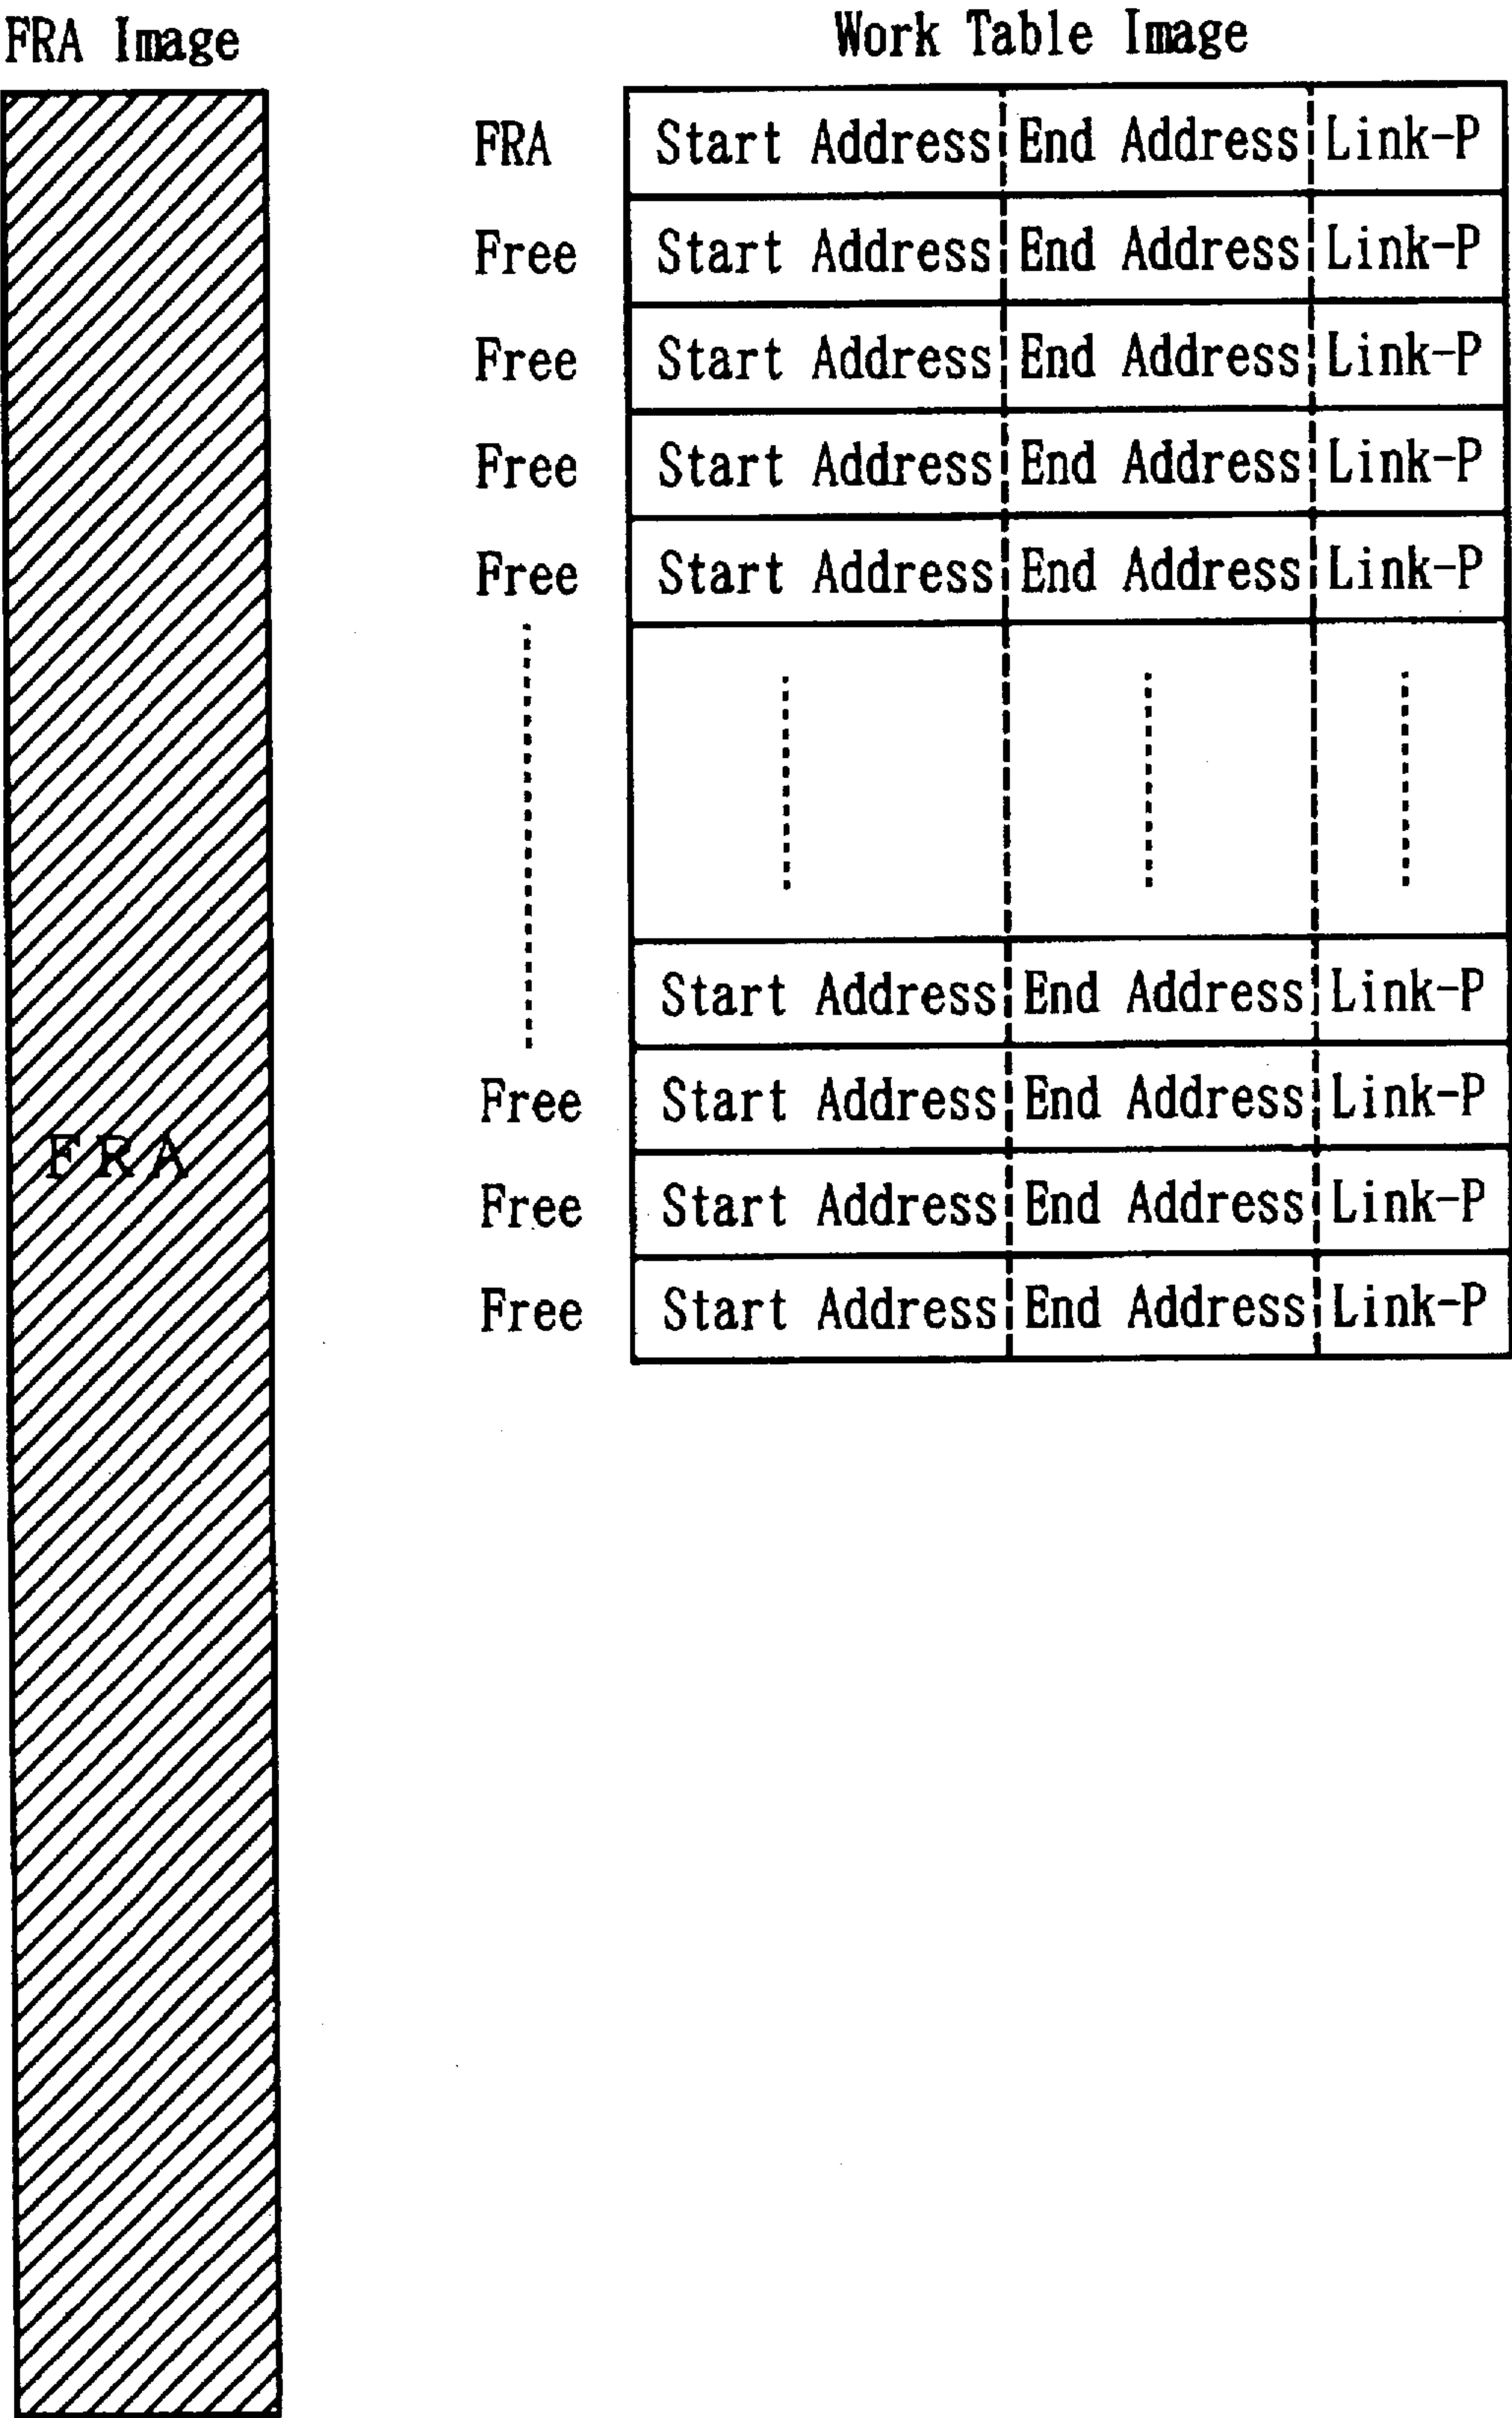 FRA Image
Work Table Image
FRA Start Address End Address Link-P
Free Start Address End Address Link-P
Free Start Address End Address Link-P
Free Start Address End Address Link-P
Free Start Address End Address Link-P
Start Address End Address Link-P
Free Start Address End Address Link-P
FRA
Free Start Address End Address Link-P
Free Start Address End Address Link-P